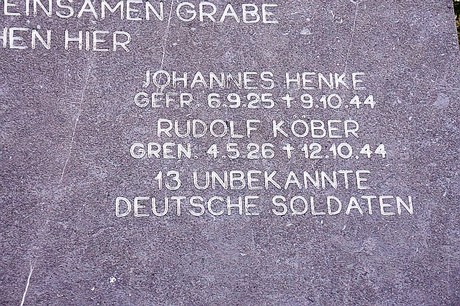 EINSAMEN GRABE
HEN HIER
JOHANNES HENKE
GEFR. 6.9.25 † 9.10.44
RUDOLF KOBER
GREN. 4.5.26 † 12.10.44
13 UNBEKANNTE
DEUTSCHE SOLDATEN